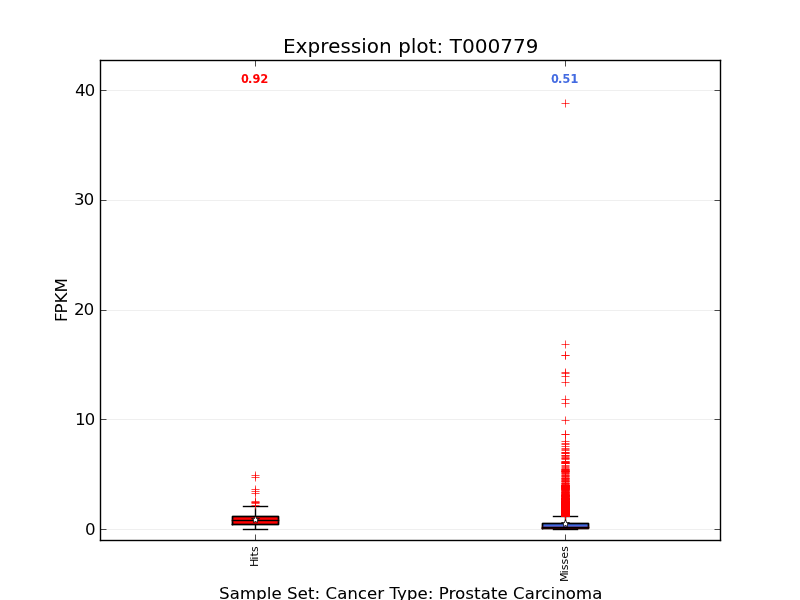 Expression plot: T000779
0.92
0.51
40
30
20
10
0
FPKM
Hits
Misses
Sample Set: Cancer Type: Prostate Carcinoma